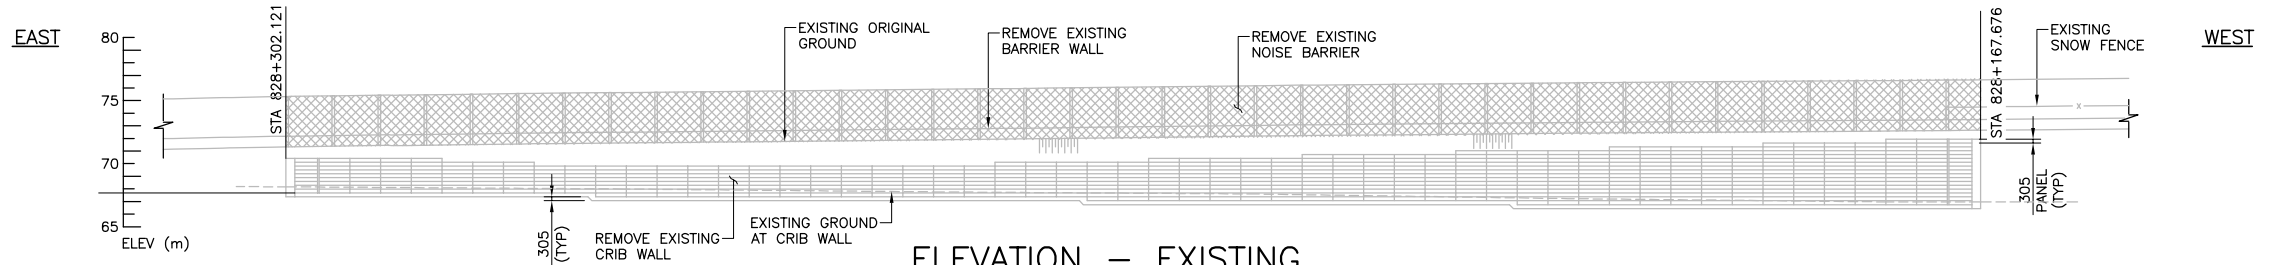 EAST
80
75
70
65
ELEV (m)
STA 828+302.121
EXISTING ORIGINAL
GROUND
REMOVE EXISTING
BARRIER WALL
REMOVE EXISTING
NOISE BARRIER
STA 828+167.676
EXISTING
SNOW FENCE
WEST
x
305
(TYP)
REMOVE EXISTING
CRIB WALL
EXISTING GROUND
AT CRIB WALL
305
PANEL
(TYP)
ELEVATION – EXISTING